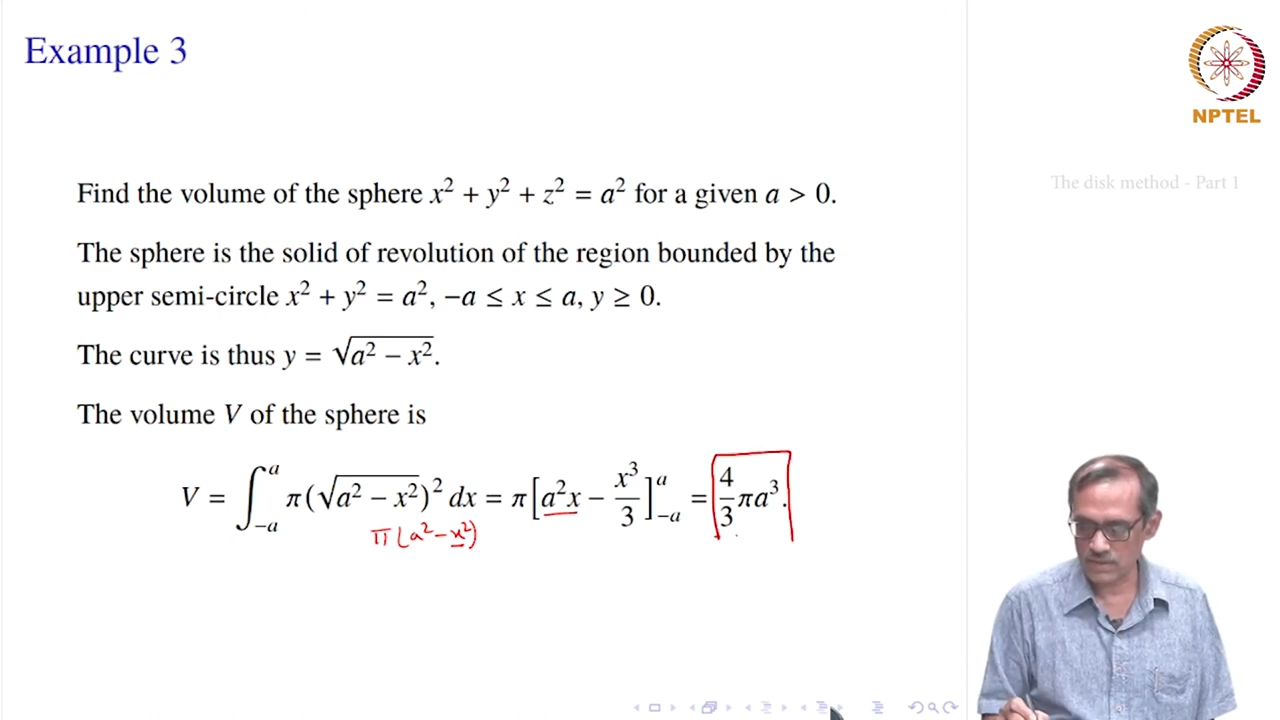 Example 3
NPTEL
The disk method - Part 1
Find the volume of the sphere x² + y² + z² = a² for a given a > 0.
The sphere is the solid of revolution of the region bounded by the
upper semi-circle x² + y² = a², −a ≤ x ≤ a, y ≥ 0.
The curve is thus y = √(a² − x²).
The volume V of the sphere is
V = ∫₋ₐᵃ π(√(a² − x²))² dx = π[a²x − x³/3]₋ₐᵃ = 4/3 πa³.
π(a² − x²)